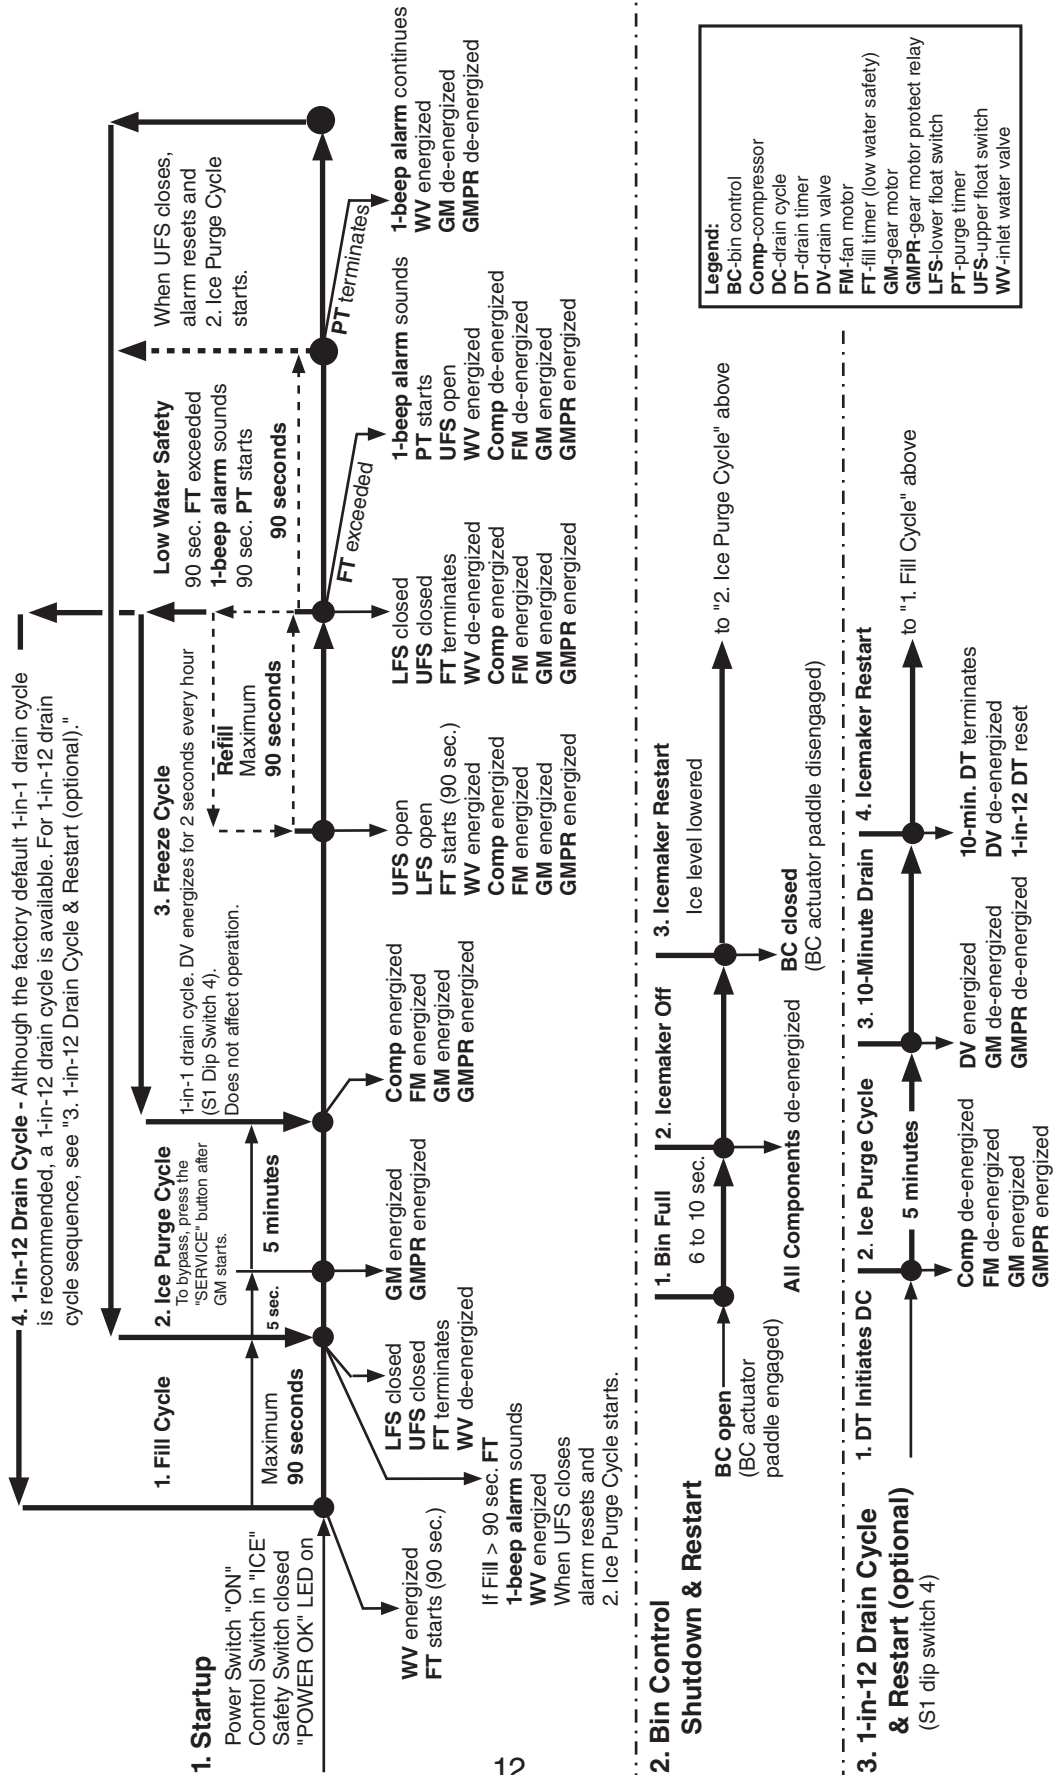 4. 1-in-12 Drain Cycle - Although the factory default 1-in-1 drain cycle
is recommended, a 1-in-12 drain cycle is available. For 1-in-12 drain
cycle sequence, see "3. 1-in-12 Drain Cycle & Restart (optional)."
1. Startup
Power Switch "ON"
Control Switch in "ICE"
Safety Switch closed
"POWER OK" LED on
1. Fill Cycle
Maximum
90 seconds
2. Ice Purge Cycle
To bypass, press the
"SERVICE" button after
GM starts.
5 sec.
5 minutes
3. Freeze Cycle
1-in-1 drain cycle. DV energizes for 2 seconds every hour
(S1 Dip Switch 4).
Does not affect operation.
Refill
Maximum
90 seconds
Low Water Safety
90 sec. FT exceeded
1-beep alarm sounds
90 sec. PT starts
90 seconds
When UFS closes,
alarm resets and
2. Ice Purge Cycle
starts.
WV energized
FT starts (90 sec.)
If Fill > 90 sec. FT
1-beep alarm sounds
WV energized
When UFS closes
alarm resets and
2. Ice Purge Cycle starts.
LFS closed
UFS closed
FT terminates
WV de-energized
GM energized
GMPR energized
Comp energized
FM energized
GM energized
GMPR energized
UFS open
LFS open
FT starts (90 sec.)
WV energized
Comp energized
FM energized
GM energized
GMPR energized
LFS closed
UFS closed
FT terminates
WV de-energized
Comp energized
FM energized
GM energized
GMPR energized
FT exceeded
1-beep alarm sounds
PT starts
UFS open
WV energized
Comp de-energized
FM de-energized
GM energized
GMPR energized
PT terminates
1-beep alarm continues
WV energized
GM de-energized
GMPR de-energized
2. Bin Control
Shutdown & Restart
BC open
(BC actuator
paddle engaged)
1. Bin Full
6 to 10 sec.
2. Icemaker Off
All Components de-energized
3. Icemaker Restart
Ice level lowered
BC closed
(BC actuator paddle disengaged)
to "2. Ice Purge Cycle" above
3. 1-in-12 Drain Cycle
& Restart (optional)
(S1 dip switch 4)
1. DT Initiates DC
2. Ice Purge Cycle
5 minutes
Comp de-energized
FM de-energized
GM energized
GMPR energized
3. 10-Minute Drain
DV energized
GM de-energized
GMPR de-energized
4. Icemaker Restart
10-min. DT terminates
DV de-energized
1-in-12 DT reset
to "1. Fill Cycle" above
Legend:
BC-bin control
Comp-compressor
DC-drain cycle
DT-drain timer
DV-drain valve
FM-fan motor
FT-fill timer (low water safety)
GM-gear motor
GMPR-gear motor protect relay
LFS-lower float switch
PT-purge timer
UFS-upper float switch
WV-inlet water valve
12